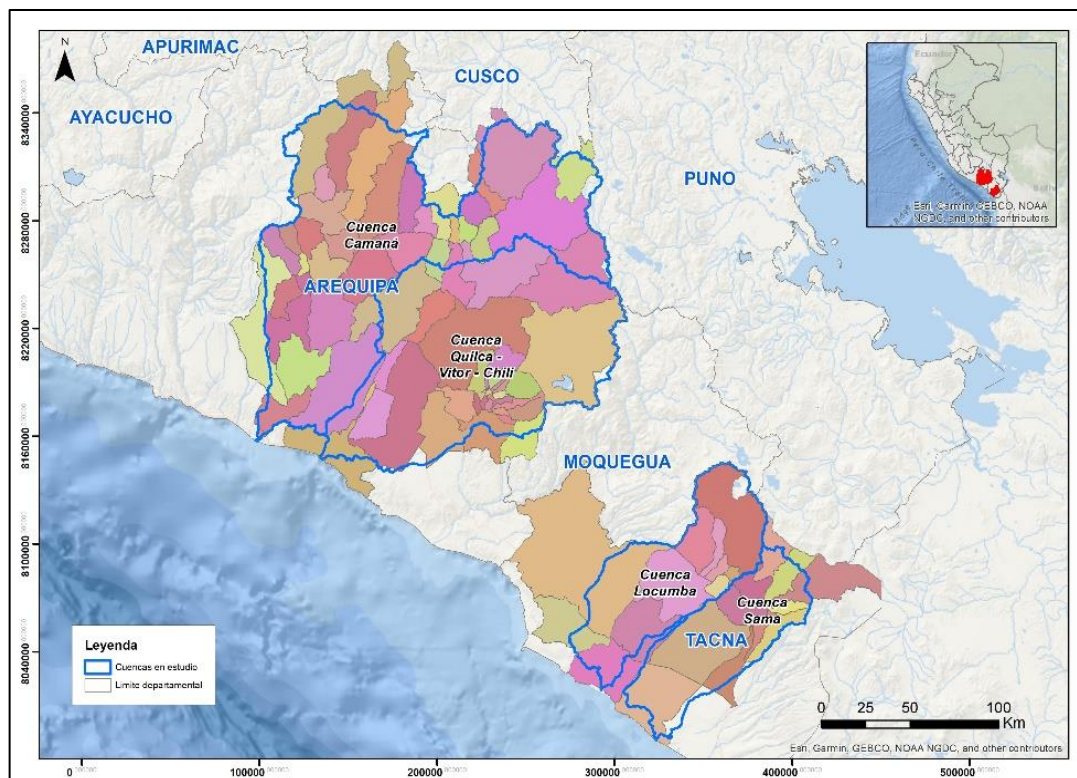 N
APURIMAC
CUSCO
AYACUCHO
PUNO
Cuenca
Camaná
AREQUIPA
Cuenca
Quilca -
Vitor - Chili
MOQUEGUA
Cuenca
Locumba
Cuenca
Sama
TACNA
Ecuador
Esri, Garmin, GEBCO, NOAA
NGDC, and other contributors
Leyenda
Cuencas en estudio
Limite departamental
0 25 50 100
Km
Esri, Garmin, GEBCO, NOAA NGDC, and other contributors
8340000
8280000
8220000
8160000
8100000
8040000
0 100000 200000 300000 400000 500000